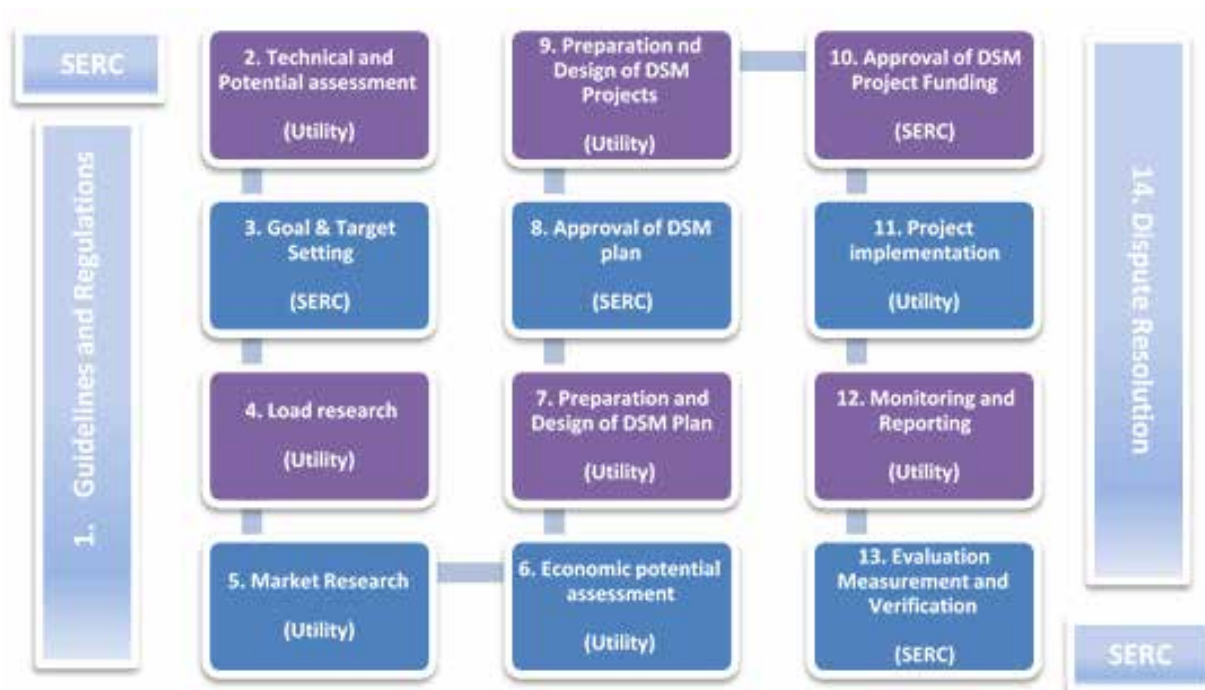 SERC
1. Guidelines and Regulations
2. Technical and
Potential assessment
(Utility)
3. Goal & Target
Setting
(SERC)
4. Load research
(Utility)
5. Market Research
(Utility)
6. Economic potential
assessment
(Utility)
7. Preparation and
Design of DSM Plan
(Utility)
8. Approval of DSM
plan
(SERC)
9. Preparation nd
Design of DSM
Projects
(Utility)
10. Approval of DSM
Project Funding
(SERC)
11. Project
implementation
(Utility)
12. Monitoring and
Reporting
(Utility)
13. Evaluation
Measurement and
Verification
(SERC)
14. Dispute Resolution
SERC